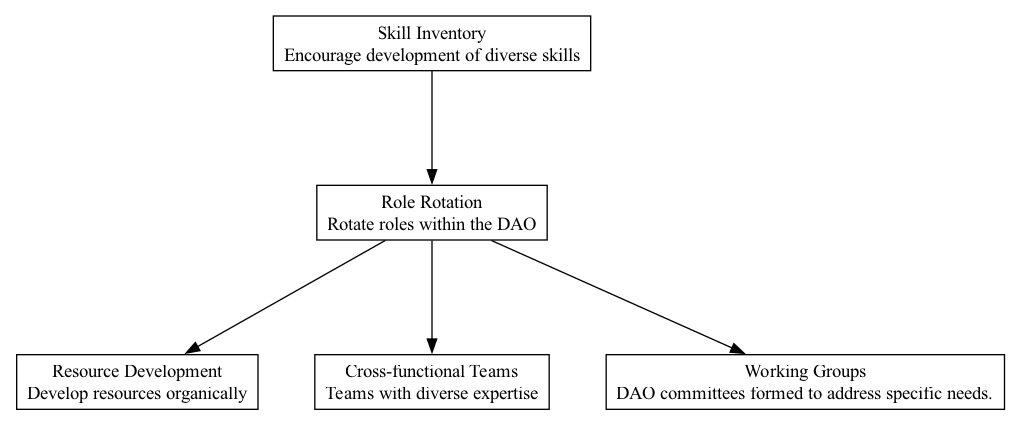 Skill Inventory
Encourage development of diverse skills
Role Rotation
Rotate roles within the DAO
Resource Development
Develop resources organically
Cross-functional Teams
Teams with diverse expertise
Working Groups
DAO committees formed to address specific needs.